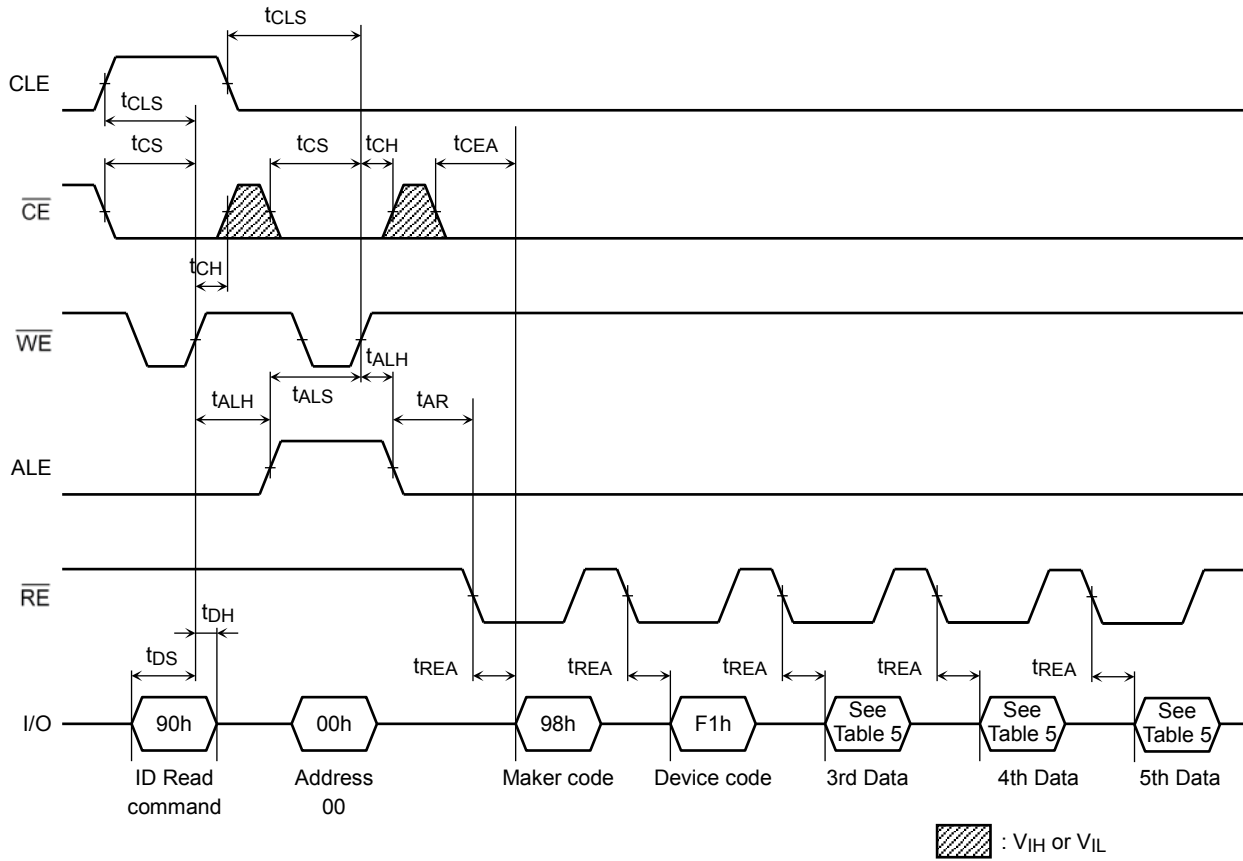 tCLS
CLE
tCLS
tCS tCS tCH tCEA
CE
tCH
WE
tALH
tALH tALS tAR
ALE
RE
tDH
tDS tREA tREA tREA tREA tREA
I/O 90h 00h 98h F1h See Table 5 See Table 5 See Table 5
ID Read command Address 00 Maker code Device code 3rd Data 4th Data 5th Data
: VIH or VIL